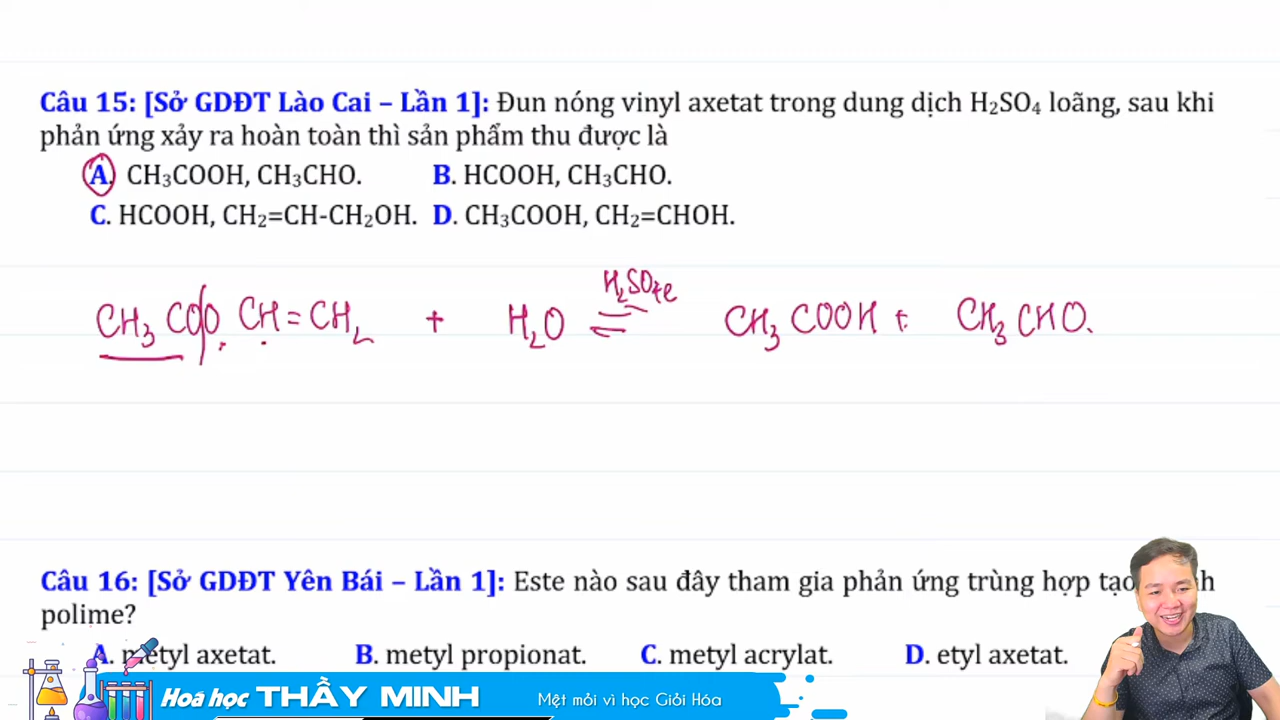 Câu 15: [Sở GDĐT Lào Cai – Lần 1]: Đun nóng vinyl axetat trong dung dịch H₂SO₄ loãng, sau khi
phản ứng xảy ra hoàn toàn thì sản phẩm thu được là
A. CH₃COOH, CH₃CHO. B. HCOOH, CH₃CHO.
C. HCOOH, CH₂=CH-CH₂OH. D. CH₃COOH, CH₂=CHOH.
H₂SO₄
CH₃COO CH=CH₂ + H₂O ⇌ CH₃COOH + CH₃CHO.
Câu 16: [Sở GDĐT Yên Bái – Lần 1]: Este nào sau đây tham gia phản ứng trùng hợp
polime?
A. metyl axetat. B. metyl propionat. C. metyl acrylat. D. etyl axetat.
Hoá học THẦY MINH Mệt mỏi vì học Giỏi Hóa